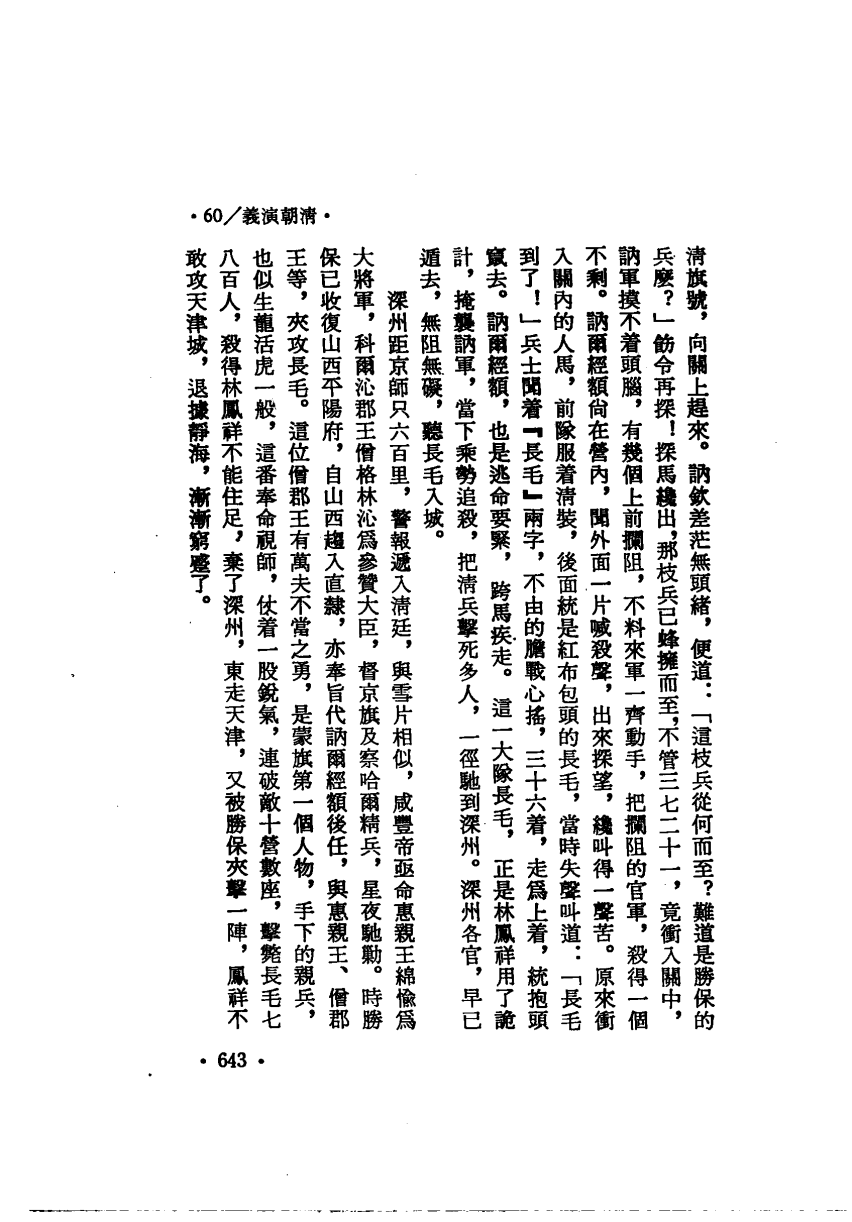 •60／義演朝淸•
淸旗號，向關上趕來。訥欽差茫無頭緒，便道：「這枝兵從何而至？難道是勝保的
兵麼？」飭令再探！探馬纔出，那枝兵已蜂擁而至，不管三七二十一，竟衝入關中，
訥軍摸不着頭腦，有幾個上前攔阻，不料來軍一齊動手，把攔阻的官軍，殺得一個
不剩。訥爾經額尙在營內，聞外面一片喊殺聲，出來探望，纔叫得一聲苦。原來衝
入關內的人馬，前隊服着淸裝，後面統是紅布包頭的長毛，當時失聲叫道：「長毛
到了！」兵士聞着『長毛』兩字，不由的膽戰心搖，三十六着，走爲上着，統抱頭
竄去。訥爾經額，也是逃命要緊，跨馬疾走。這一大隊長毛，正是林鳳祥用了詭
計，掩襲訥軍，當下乘勢追殺，把淸兵擊死多人，一徑馳到深州。深州各官，早已
遁去，無阻無礙，聽長毛入城。
深州距京師只六百里，警報遞入淸廷，與雪片相似，咸豐帝亟命惠親王綿愉爲
大將軍，科爾沁郡王僧格林沁爲參贊大臣，督京旗及察哈爾精兵，星夜馳勦。時勝
保已收復山西平陽府，自山西趨入直隸，亦奉旨代訥爾經額後任，與惠親王、僧郡
王等，夾攻長毛。這位僧郡王有萬夫不當之勇，是蒙旗第一個人物，手下的親兵，
也似生龍活虎一般，這番奉命視師，仗着一股銳氣，連破敵十營數座，擊斃長毛七
八百人，殺得林鳳祥不能住足，棄了深州，東走天津，又被勝保夾擊一陣，鳳祥不
敢攻天津城，退據靜海，漸漸窮蹙了。
•643•